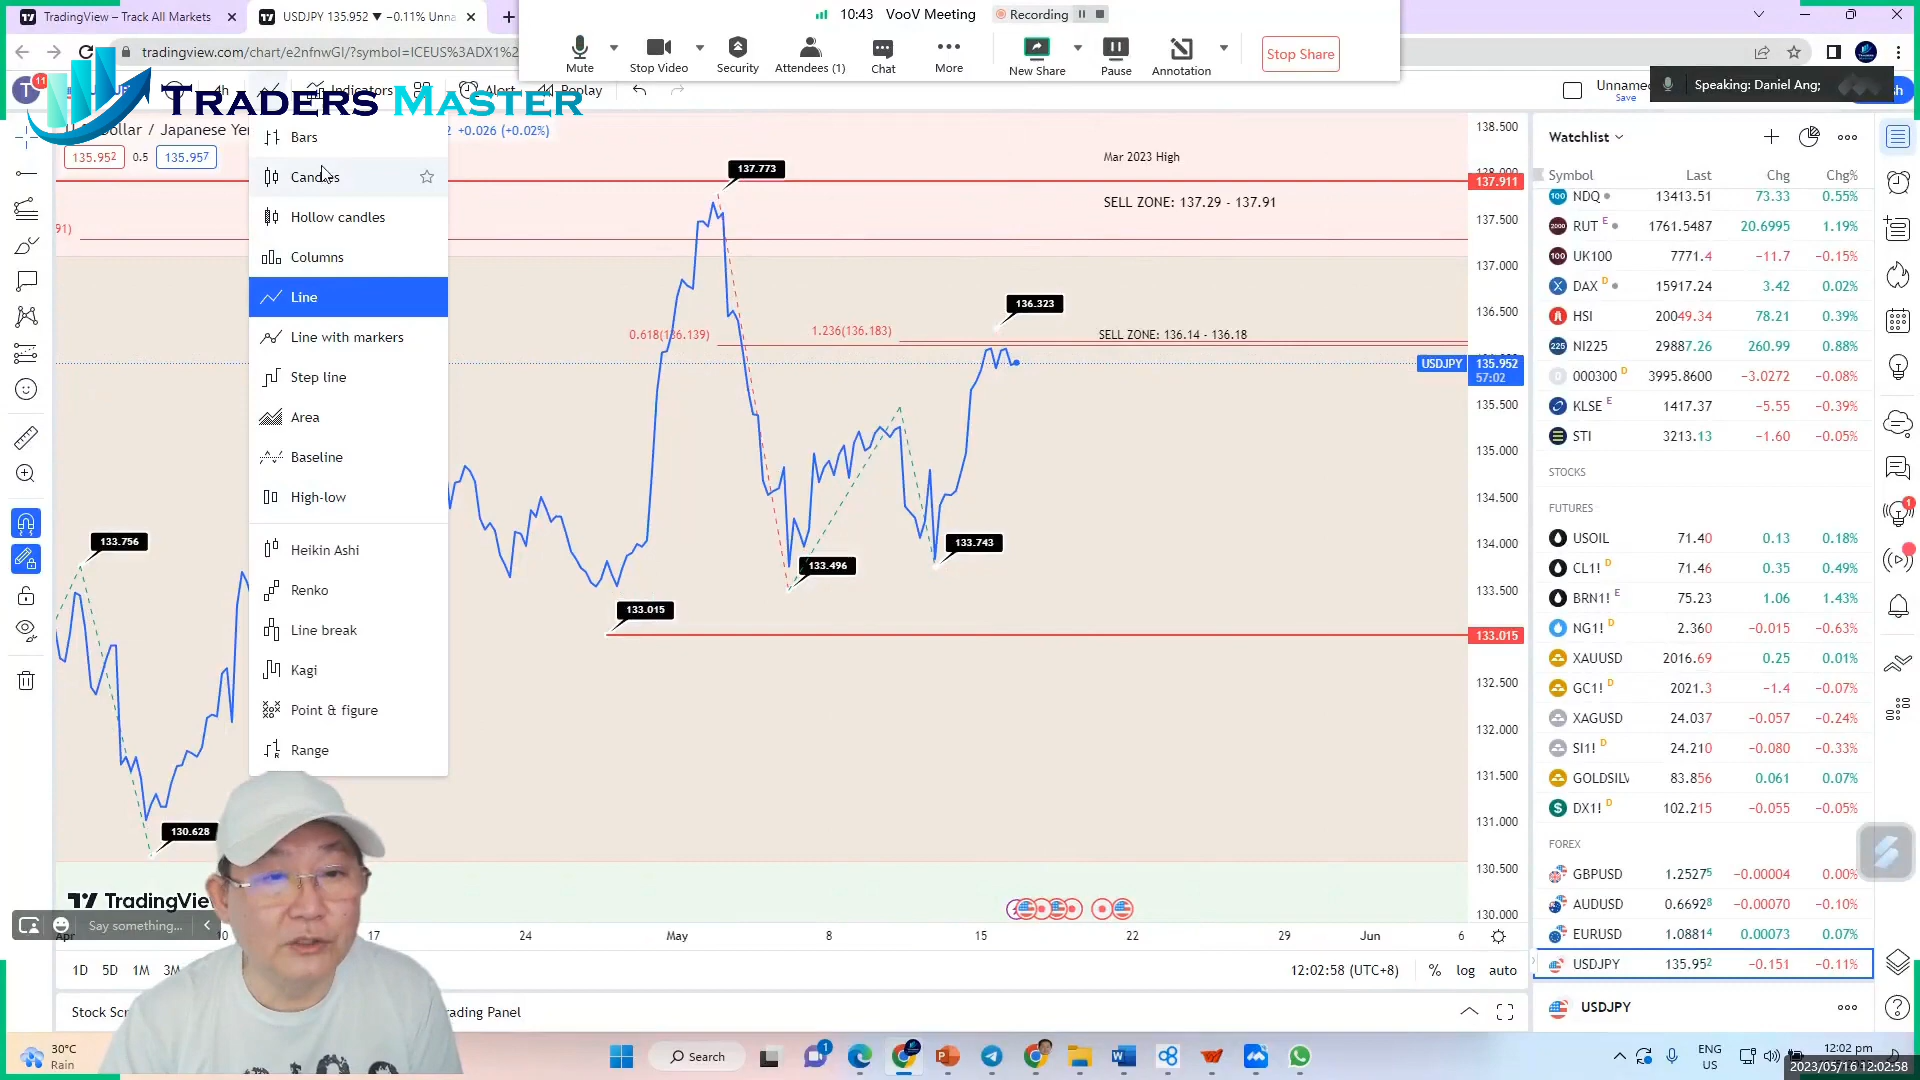 TradingView – Track All Markets
USDJPY 135.952 ▼ −0.11% Unna
10:43 VooV Meeting
Recording
tradingview.com/chart/e2nfnwGI/?symbol=ICEUS%3ADX1%2
Mute
Stop Video
Security
Attendees (1)
Chat
More
New Share
Pause
Annotation
Stop Share
T
11
4h
Indicators
Alert
Replay
TRADERS MASTER
Unname
Save
Speaking: Daniel Ang;
Dollar / Japanese Ye
+0.026 (+0.02%)
135.952
0.5
135.957
Bars
Candles
Hollow candles
Columns
Line
Line with markers
Step line
Area
Baseline
High-low
Heikin Ashi
Renko
Line break
Kagi
Point & figure
Range
91)
137.773
Mar 2023 High
SELL ZONE: 137.29 - 137.91
136.323
0.618(136.139)
1.236(136.183)
SELL ZONE: 136.14 - 136.18
133.756
133.496
133.743
133.015
130.628
138.500
137.911
137.500
137.000
136.500
USDJPY
135.952
57:02
135.500
135.000
134.500
134.000
133.500
133.015
132.500
132.000
131.500
131.000
130.500
130.000
TradingView
Say something...
Apr
10
17
24
May
8
15
22
29
Jun
6
1D
5D
1M
3M
12:02:58 (UTC+8)
%
log
auto
Stock Scr
ading Panel
Watchlist
Symbol Last Chg Chg%
NDQ 13413.51 73.33 0.55%
RUT E 1761.5487 20.6995 1.19%
UK100 7771.4 −11.7 −0.15%
DAX D 15917.24 3.42 0.02%
HSI 20049.34 78.21 0.39%
NI225 29887.26 260.99 0.88%
000300 D 3995.8600 −3.0272 −0.08%
KLSE E 1417.37 −5.55 −0.39%
STI 3213.13 −1.60 −0.05%
STOCKS
FUTURES
USOIL 71.40 0.13 0.18%
CL1! D 71.46 0.35 0.49%
BRN1! E 75.23 1.06 1.43%
NG1! D 2.360 −0.015 −0.63%
XAUUSD 2016.69 0.25 0.01%
GC1! D 2021.3 −1.4 −0.07%
XAGUSD 24.037 −0.057 −0.24%
SI1! D 24.210 −0.080 −0.33%
GOLDSILV 83.856 0.061 0.07%
DX1! D 102.215 −0.055 −0.05%
FOREX
GBPUSD 1.25275 −0.00004 0.00%
AUDUSD 0.66928 −0.00070 −0.10%
EURUSD 1.08814 0.00073 0.07%
USDJPY 135.952 −0.151 −0.11%
USDJPY
30°C
Rain
Search
ENG
US
12:02 pm
2023/05/16 12:02:58